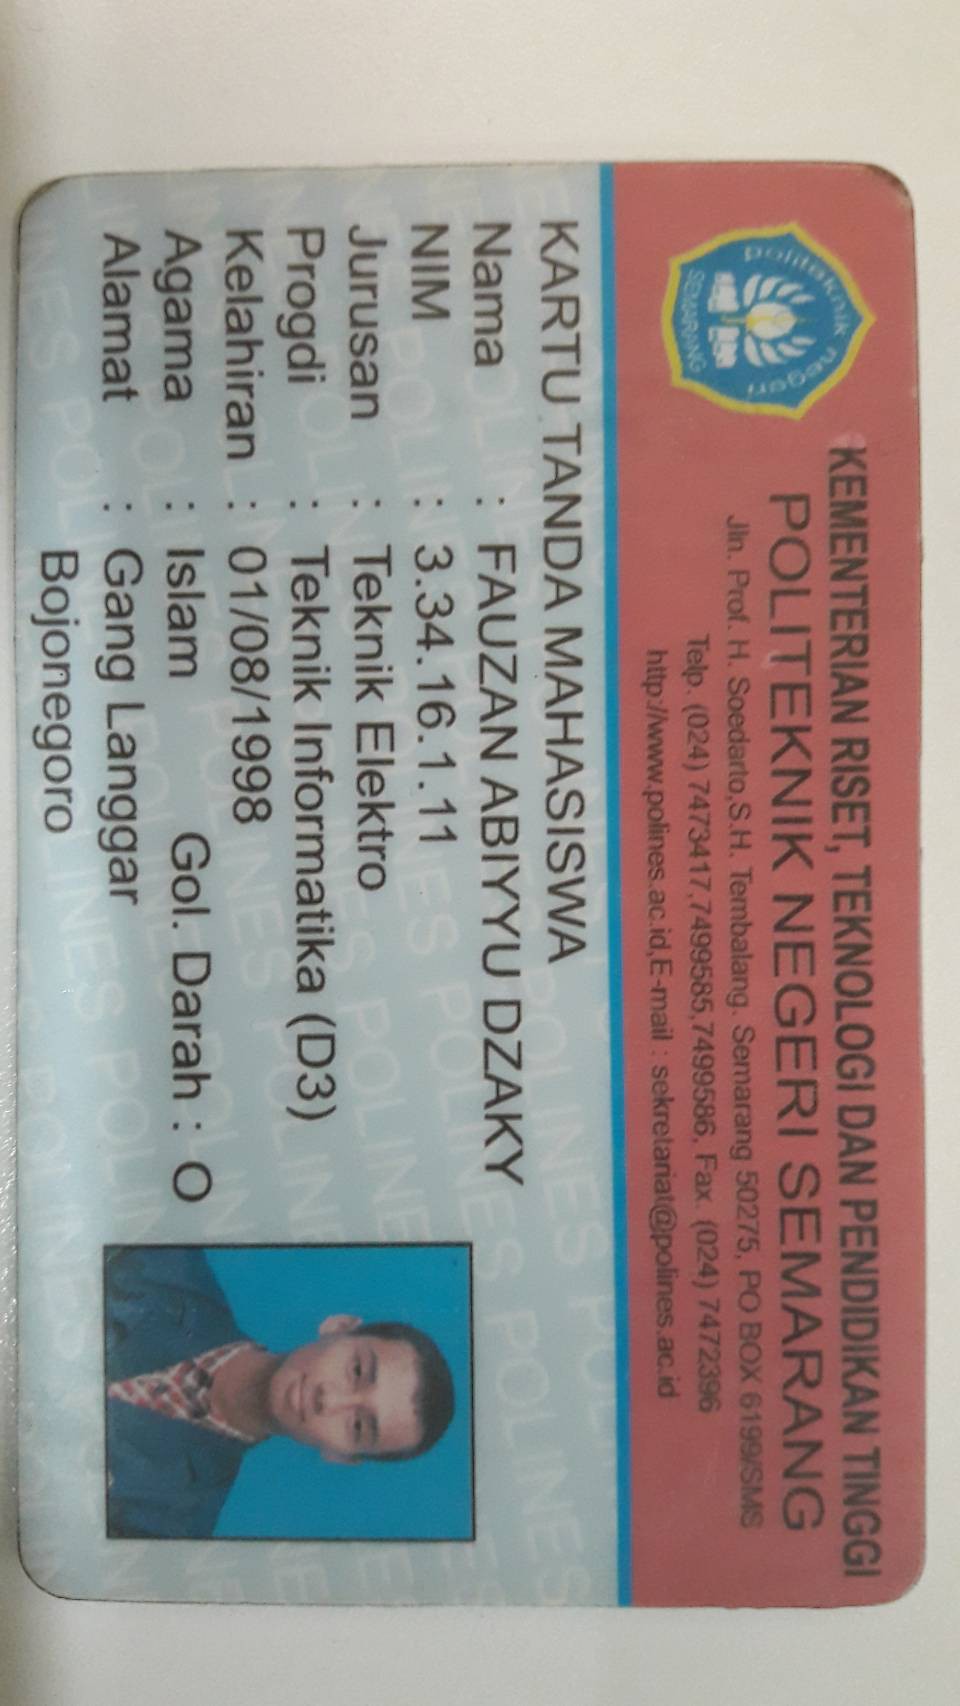 politeknik negeri
SEMARANG
KEMENTERIAN RISET, TEKNOLOGI DAN PENDIDIKAN TINGGI
POLITEKNIK NEGERI SEMARANG
Jln. Prof. H. Soedarto,S.H. Tembalang. Semarang 50275, PO BOX 6199/SMS
Telp. (024) 7473417,7499585,7499586, Fax. (024) 7472396
http://www.polines.ac.id,E-mail : sekretariat@polines.ac.id
KARTU TANDA MAHASISWA
Nama : FAUZAN ABIYYU DZAKY
NIM : 3.34.16.1.11
Jurusan : Teknik Elektro
Progdi : Teknik Informatika (D3)
Kelahiran : 01/08/1998
Agama : Islam Gol. Darah : O
Alamat : Gang Langgar
Bojonegoro